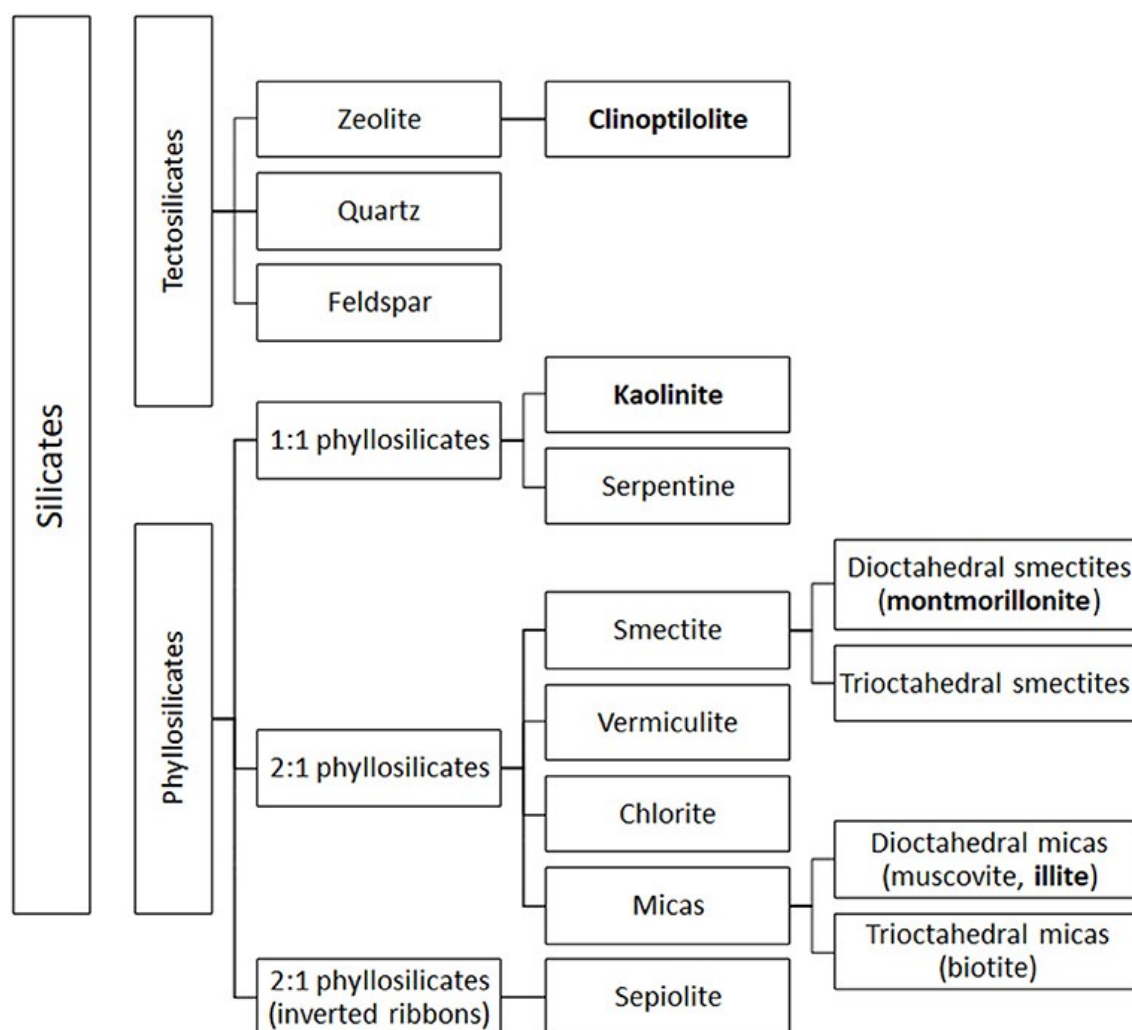 Silicates
Tectosilicates
Zeolite
Clinoptilolite
Quartz
Feldspar
Phyllosilicates
1:1 phyllosilicates
Kaolinite
Serpentine
2:1 phyllosilicates
Smectite
Dioctahedral smectites
(montmorillonite)
Trioctahedral smectites
Vermiculite
Chlorite
Micas
Dioctahedral micas
(muscovite, illite)
Trioctahedral micas
(biotite)
2:1 phyllosilicates
(inverted ribbons)
Sepiolite